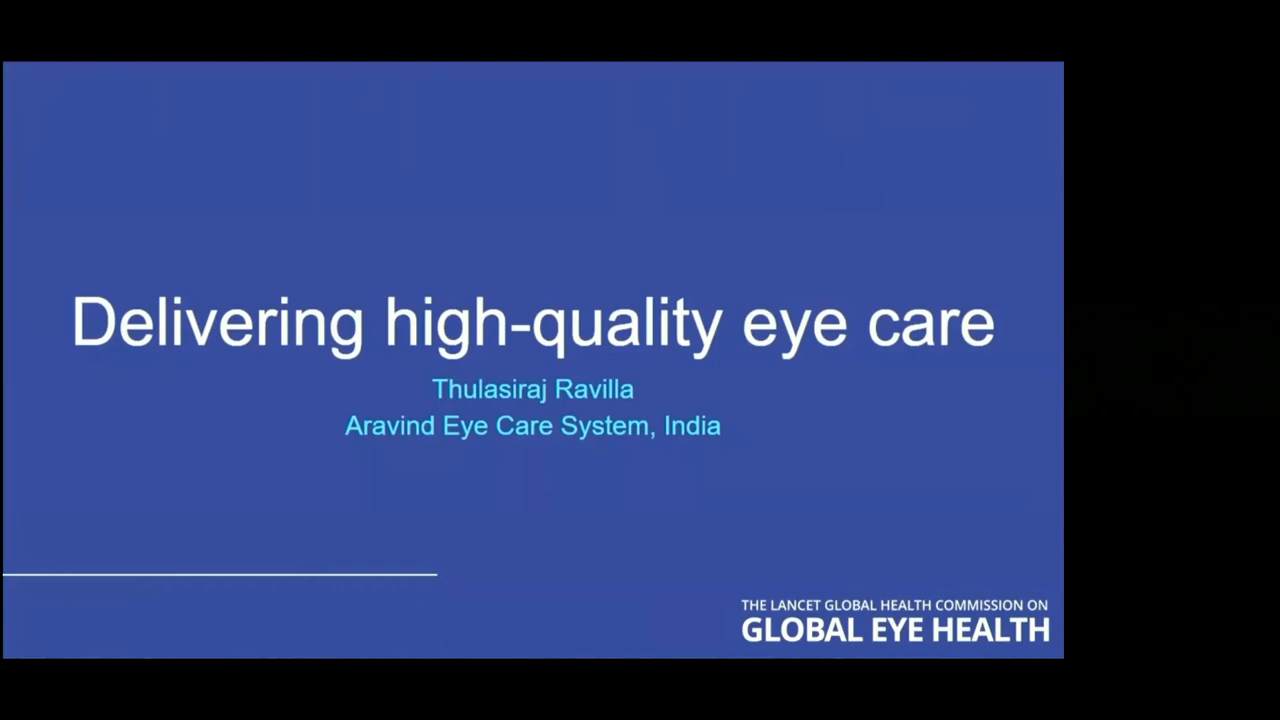 Delivering high-quality eye care
Thulasiraj Ravilla
Aravind Eye Care System, India
THE LANCET GLOBAL HEALTH COMMISSION ON
GLOBAL EYE HEALTH